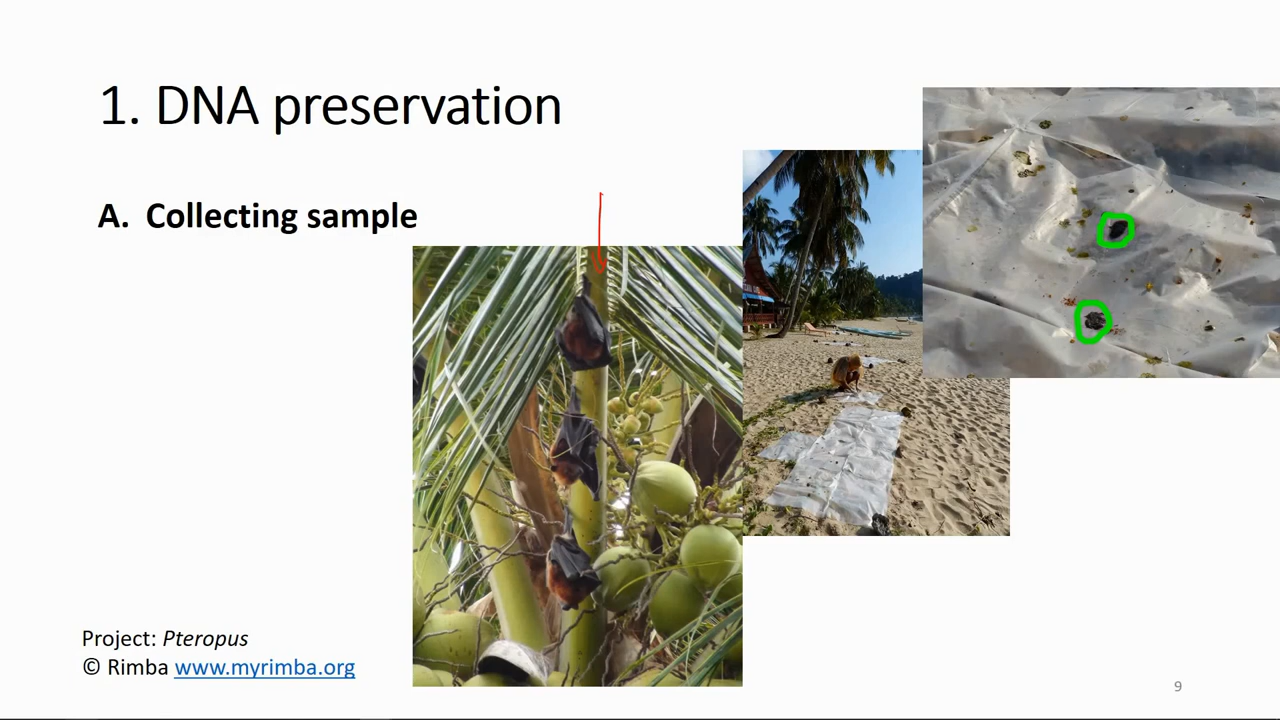 1. DNA preservation
A. Collecting sample
Project: Pteropus
© Rimba www.myrimba.org
9